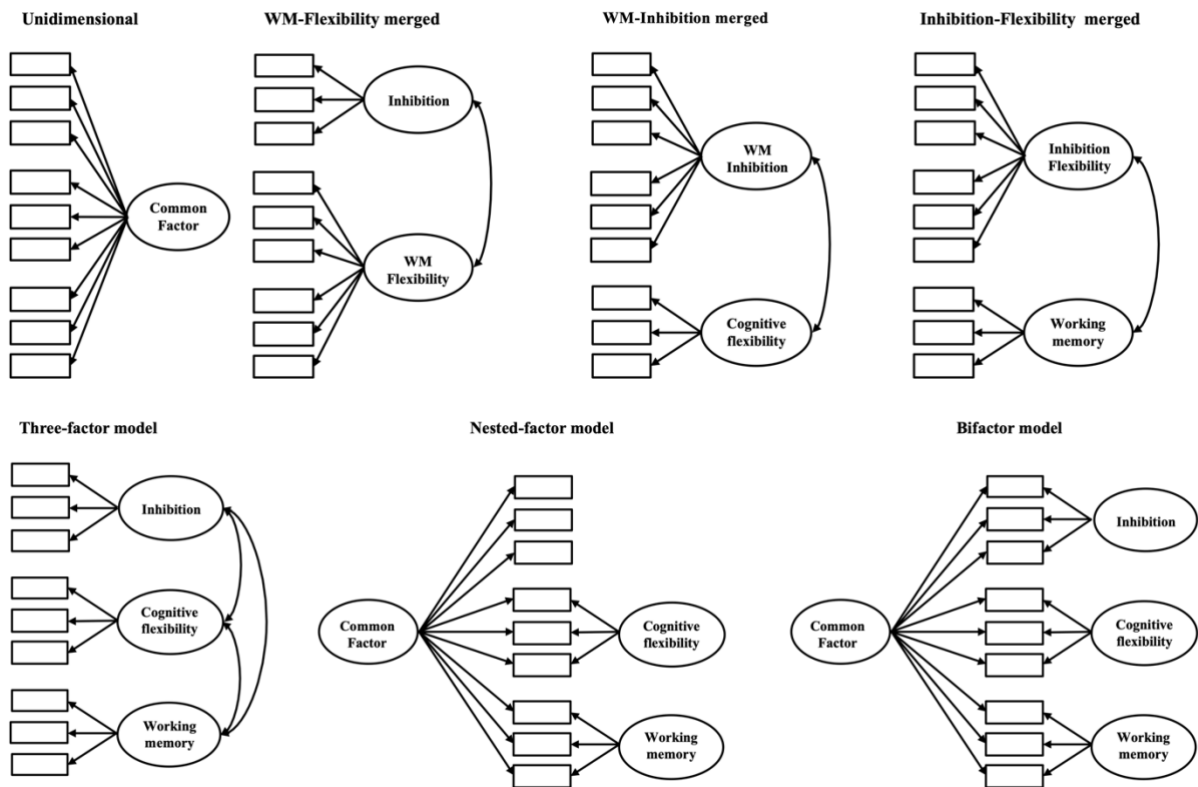 Unidimensional
WM-Flexibility merged
WM-Inhibition merged
Inhibition-Flexibility merged
Common
Factor
Inhibition
WM
Flexibility
WM
Inhibition
Cognitive
flexibility
Inhibition
Flexibility
Working
memory
Three-factor model
Nested-factor model
Bifactor model
Inhibition
Cognitive
flexibility
Working
memory
Common
Factor
Cognitive
flexibility
Working
memory
Common
Factor
Inhibition
Cognitive
flexibility
Working
memory